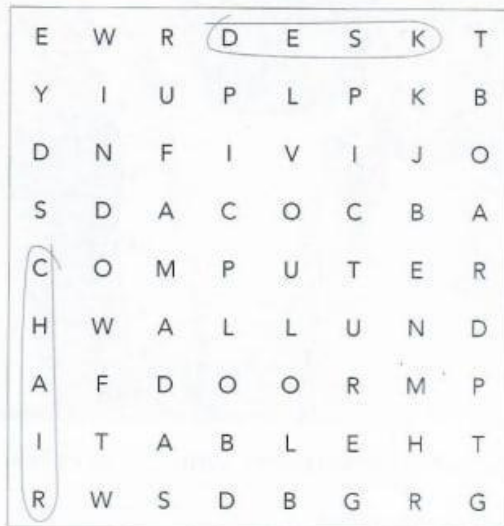 E W R D E S K T
Y I U P L P K B
D N F I V I J O
S D A C O C B A
C O M P U T E R
H W A L L U N D
A F D O O R M P
I T A B L E H T
R W S D B G R G